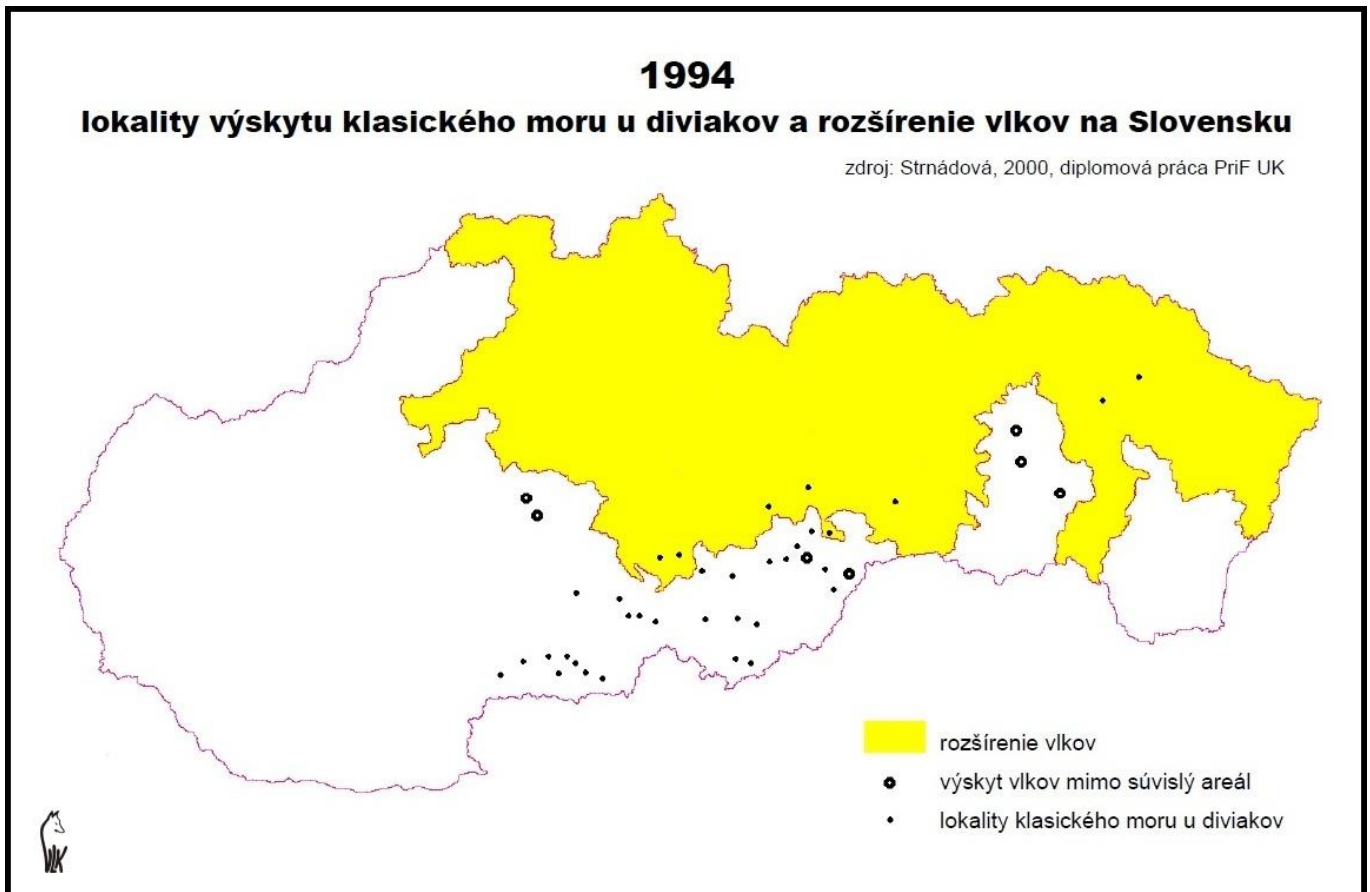 1994
lokality výskytu klasického moru u diviakov a rozšírenie vlkov na Slovensku
zdroj: Strnádová, 2000, diplomová práca PriF UK
rozšírenie vlkov
výskyt vlkov mimo súvislý areál
lokality klasického moru u diviakov
VLK